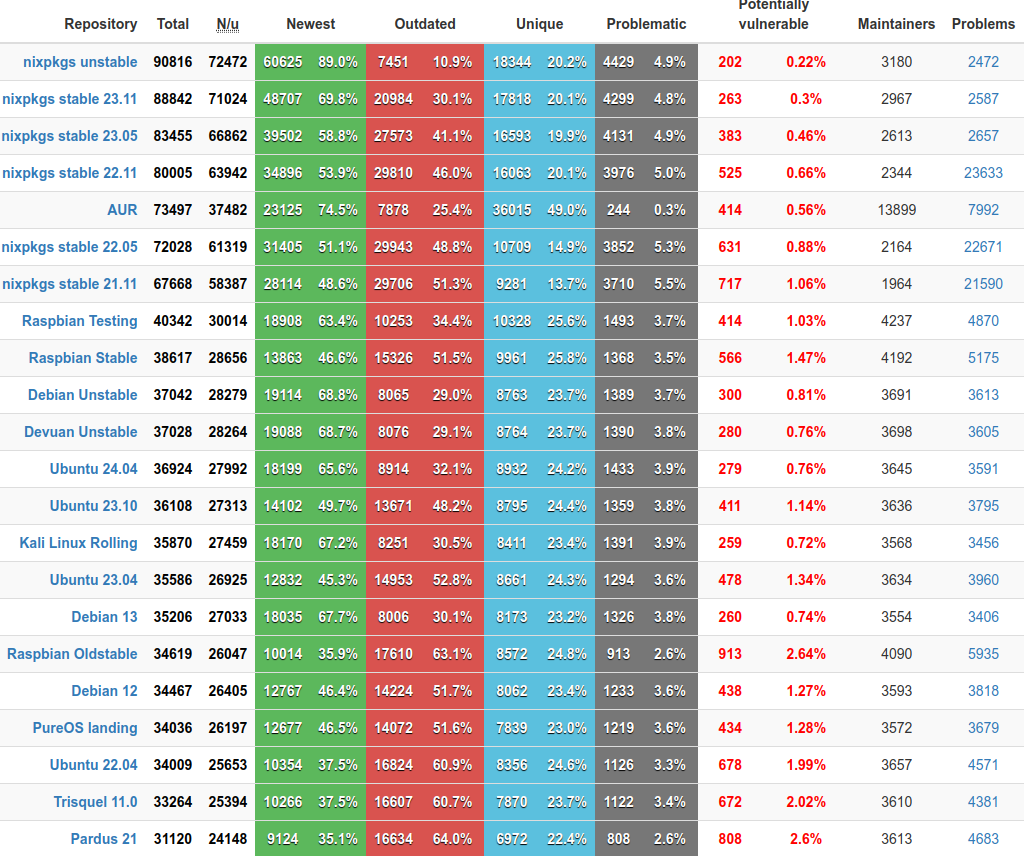 Potentially
Repository Total N/u Newest Outdated Unique Problematic vulnerable Maintainers Problems
nixpkgs unstable 90816 72472 60625 89.0% 7451 10.9% 18344 20.2% 4429 4.9% 202 0.22% 3180 2472
nixpkgs stable 23.11 88842 71024 48707 69.8% 20984 30.1% 17818 20.1% 4299 4.8% 263 0.3% 2967 2587
nixpkgs stable 23.05 83455 66862 39502 58.8% 27573 41.1% 16593 19.9% 4131 4.9% 383 0.46% 2613 2657
nixpkgs stable 22.11 80005 63942 34896 53.9% 29810 46.0% 16063 20.1% 3976 5.0% 525 0.66% 2344 23633
AUR 73497 37482 23125 74.5% 7878 25.4% 36015 49.0% 244 0.3% 414 0.56% 13899 7992
nixpkgs stable 22.05 72028 61319 31405 51.1% 29943 48.8% 10709 14.9% 3852 5.3% 631 0.88% 2164 22671
nixpkgs stable 21.11 67668 58387 28114 48.6% 29706 51.3% 9281 13.7% 3710 5.5% 717 1.06% 1964 21590
Raspbian Testing 40342 30014 18908 63.4% 10253 34.4% 10328 25.6% 1493 3.7% 414 1.03% 4237 4870
Raspbian Stable 38617 28656 13863 46.6% 15326 51.5% 9961 25.8% 1368 3.5% 566 1.47% 4192 5175
Debian Unstable 37042 28279 19114 68.8% 8065 29.0% 8763 23.7% 1389 3.7% 300 0.81% 3691 3613
Devuan Unstable 37028 28264 19088 68.7% 8076 29.1% 8764 23.7% 1390 3.8% 280 0.76% 3698 3605
Ubuntu 24.04 36924 27992 18199 65.6% 8914 32.1% 8932 24.2% 1433 3.9% 279 0.76% 3645 3591
Ubuntu 23.10 36108 27313 14102 49.7% 13671 48.2% 8795 24.4% 1359 3.8% 411 1.14% 3636 3795
Kali Linux Rolling 35870 27459 18170 67.2% 8251 30.5% 8411 23.4% 1391 3.9% 259 0.72% 3568 3456
Ubuntu 23.04 35586 26925 12832 45.3% 14953 52.8% 8661 24.3% 1294 3.6% 478 1.34% 3634 3960
Debian 13 35206 27033 18035 67.7% 8006 30.1% 8173 23.2% 1326 3.8% 260 0.74% 3554 3406
Raspbian Oldstable 34619 26047 10014 35.9% 17610 63.1% 8572 24.8% 913 2.6% 913 2.64% 4090 5935
Debian 12 34467 26405 12767 46.4% 14224 51.7% 8062 23.4% 1233 3.6% 438 1.27% 3593 3818
PureOS landing 34036 26197 12677 46.5% 14072 51.6% 7839 23.0% 1219 3.6% 434 1.28% 3572 3679
Ubuntu 22.04 34009 25653 10354 37.5% 16824 60.9% 8356 24.6% 1126 3.3% 678 1.99% 3657 4571
Trisquel 11.0 33264 25394 10266 37.5% 16607 60.7% 7870 23.7% 1122 3.4% 672 2.02% 3610 4381
Pardus 21 31120 24148 9124 35.1% 16634 64.0% 6972 22.4% 808 2.6% 808 2.6% 3613 4683